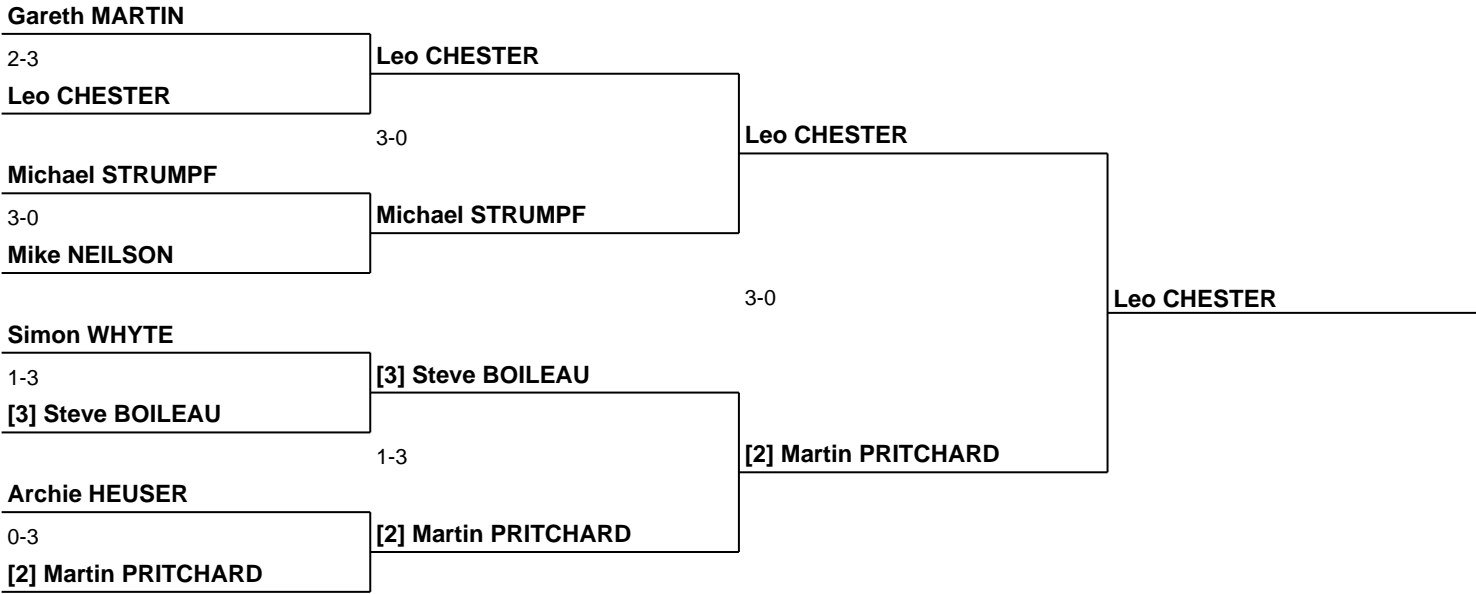 Gareth MARTIN
2-3
Leo CHESTER
Leo CHESTER
3-0
Leo CHESTER
Michael STRUMPF
3-0
Michael STRUMPF
Mike NEILSON
3-0
Leo CHESTER
Simon WHYTE
1-3
[3] Steve BOILEAU
[3] Steve BOILEAU
1-3
[2] Martin PRITCHARD
Archie HEUSER
0-3
[2] Martin PRITCHARD
[2] Martin PRITCHARD